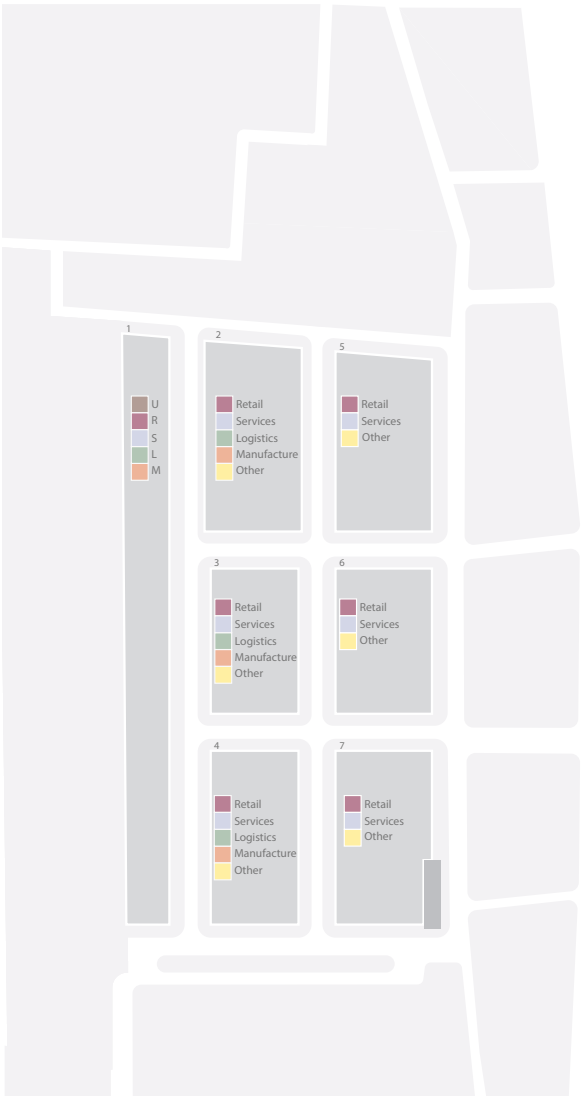 1
U
R
S
L
M
2
Retail
Services
Logistics
Manufacture
Other
5
Retail
Services
Other
3
Retail
Services
Logistics
Manufacture
Other
6
Retail
Services
Other
4
Retail
Services
Logistics
Manufacture
Other
7
Retail
Services
Other